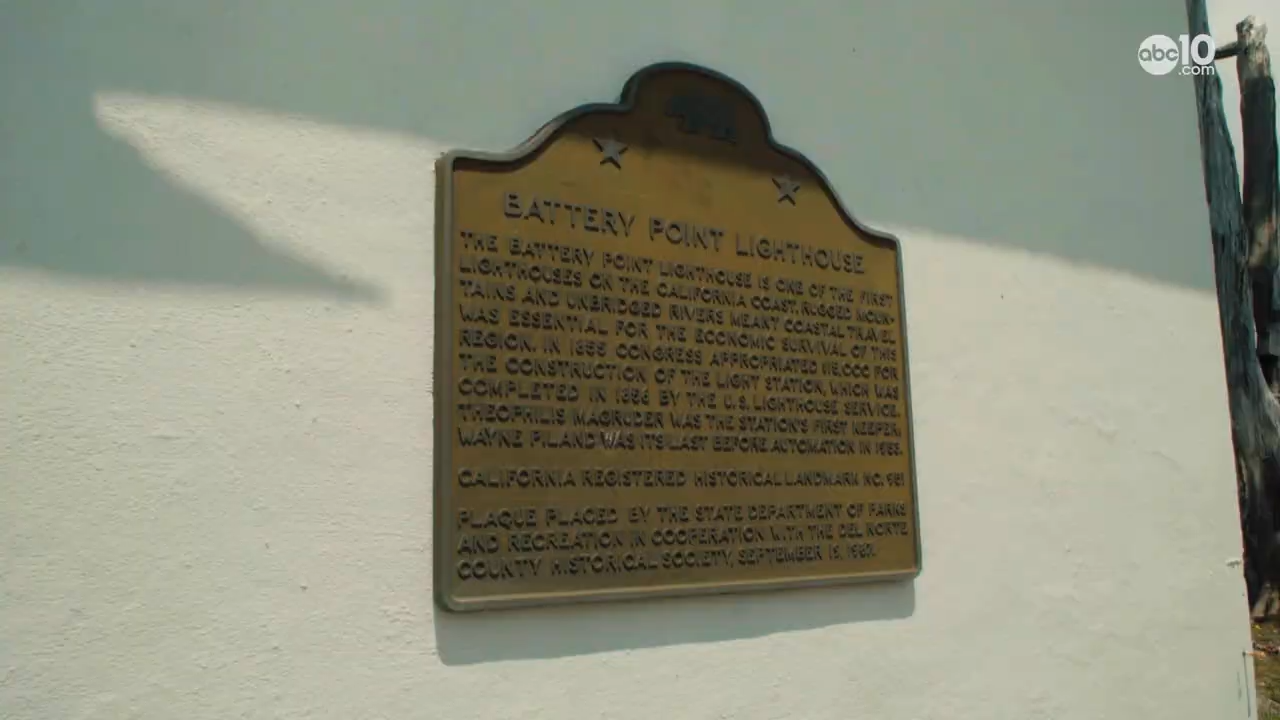 abc10
.com
BATTERY POINT LIGHTHOUSE
THE BATTERY POINT LIGHTHOUSE IS ONE OF THE FIRST
LIGHTHOUSES ON THE CALIFORNIA COAST. RUGGED MOUN-
TAINS AND UNBRIDGED RIVERS MEANT COASTAL TRAVEL
WAS ESSENTIAL FOR THE ECONOMIC SURVIVAL OF THIS
REGION. IN 1855 CONGRESS APPROPRIATED $15,000 FOR
THE CONSTRUCTION OF THE LIGHT STATION, WHICH WAS
COMPLETED IN 1856 BY THE U.S. LIGHTHOUSE SERVICE.
THEOPHILIS MAGRUDER WAS THE STATION'S FIRST KEEPER;
WAYNE PILAND WAS ITS LAST BEFORE AUTOMATION IN 1953.
CALIFORNIA REGISTERED HISTORICAL LANDMARK NO. 951
PLAQUE PLACED BY THE STATE DEPARTMENT OF PARKS
AND RECREATION IN COOPERATION WITH THE DEL NORTE
COUNTY HISTORICAL SOCIETY, SEPTEMBER